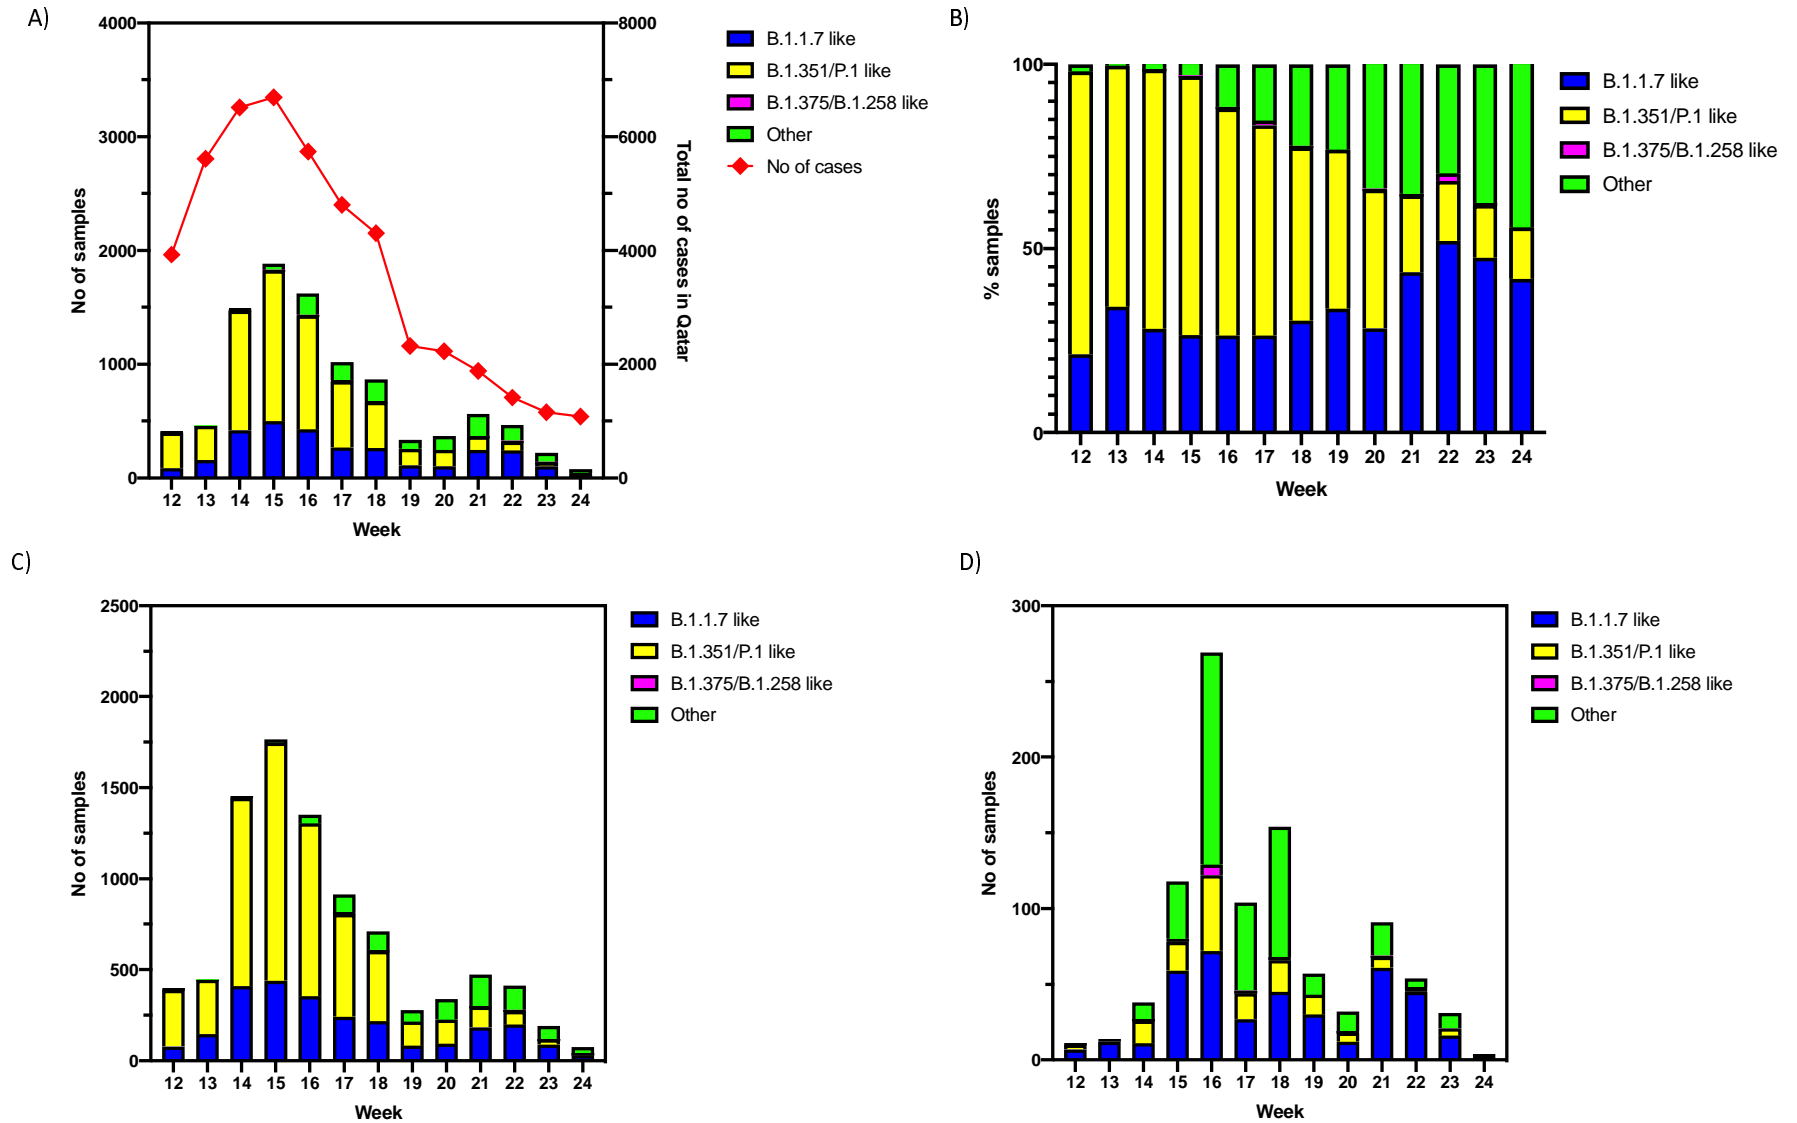 A)
4000
3000
2000
1000
0
8000
6000
4000
2000
0
No of samples
Total no of cases in Qatar
12 13 14 15 16 17 18 19 20 21 22 23 24
Week
B.1.1.7 like
B.1.351/P.1 like
B.1.375/B.1.258 like
Other
No of cases
B)
100
50
0
% samples
12 13 14 15 16 17 18 19 20 21 22 23 24
Week
B.1.1.7 like
B.1.351/P.1 like
B.1.375/B.1.258 like
Other
C)
2500
2000
1500
1000
500
0
No of samples
12 13 14 15 16 17 18 19 20 21 22 23 24
Week
B.1.1.7 like
B.1.351/P.1 like
B.1.375/B.1.258 like
Other
D)
300
200
100
0
No of samples
12 13 14 15 16 17 18 19 20 21 22 23 24
Week
B.1.1.7 like
B.1.351/P.1 like
B.1.375/B.1.258 like
Other